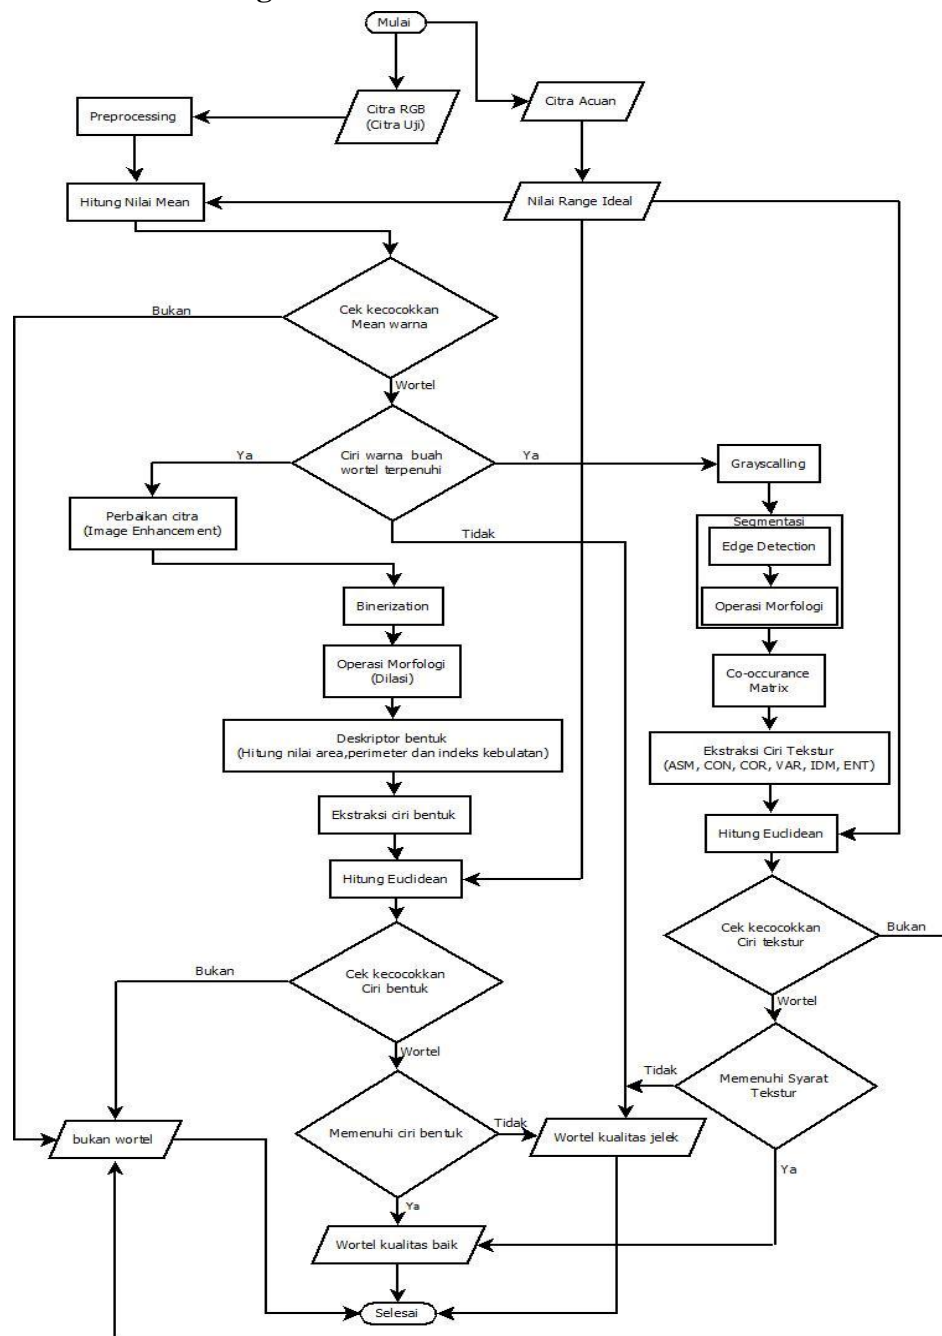 Mulai
Citra RGB
(Citra Uji)
Citra Acuan
Preprocessing
Hitung Nilai Mean
Nilai Range Ideal
Cek kecocokkan
Mean warna
Bukan
Wortel
Ciri warna buah
wortel terpenuhi
Ya
Ya
Tidak
Grayscalling
Perbaikan citra
(Image Enhancement)
Segmentasi
Edge Detection
Operasi Morfologi
Binerization
Operasi Morfologi
(Dilasi)
Co-occurance
Matrix
Deskriptor bentuk
(Hitung nilai area,perimeter dan indeks kebulatan)
Ekstraksi Ciri Tekstur
(ASM, CON, COR, VAR, IDM, ENT)
Ekstraksi ciri bentuk
Hitung Euclidean
Hitung Euclidean
Cek kecocokkan
Ciri tekstur
Bukan
Cek kecocokkan
Ciri bentuk
Bukan
Wortel
Wortel
Memenuhi Syarat
Tekstur
Tidak
Ya
Memenuhi ciri bentuk
Tidak
Ya
bukan wortel
Wortel kualitas jelek
Wortel kualitas baik
Selesai